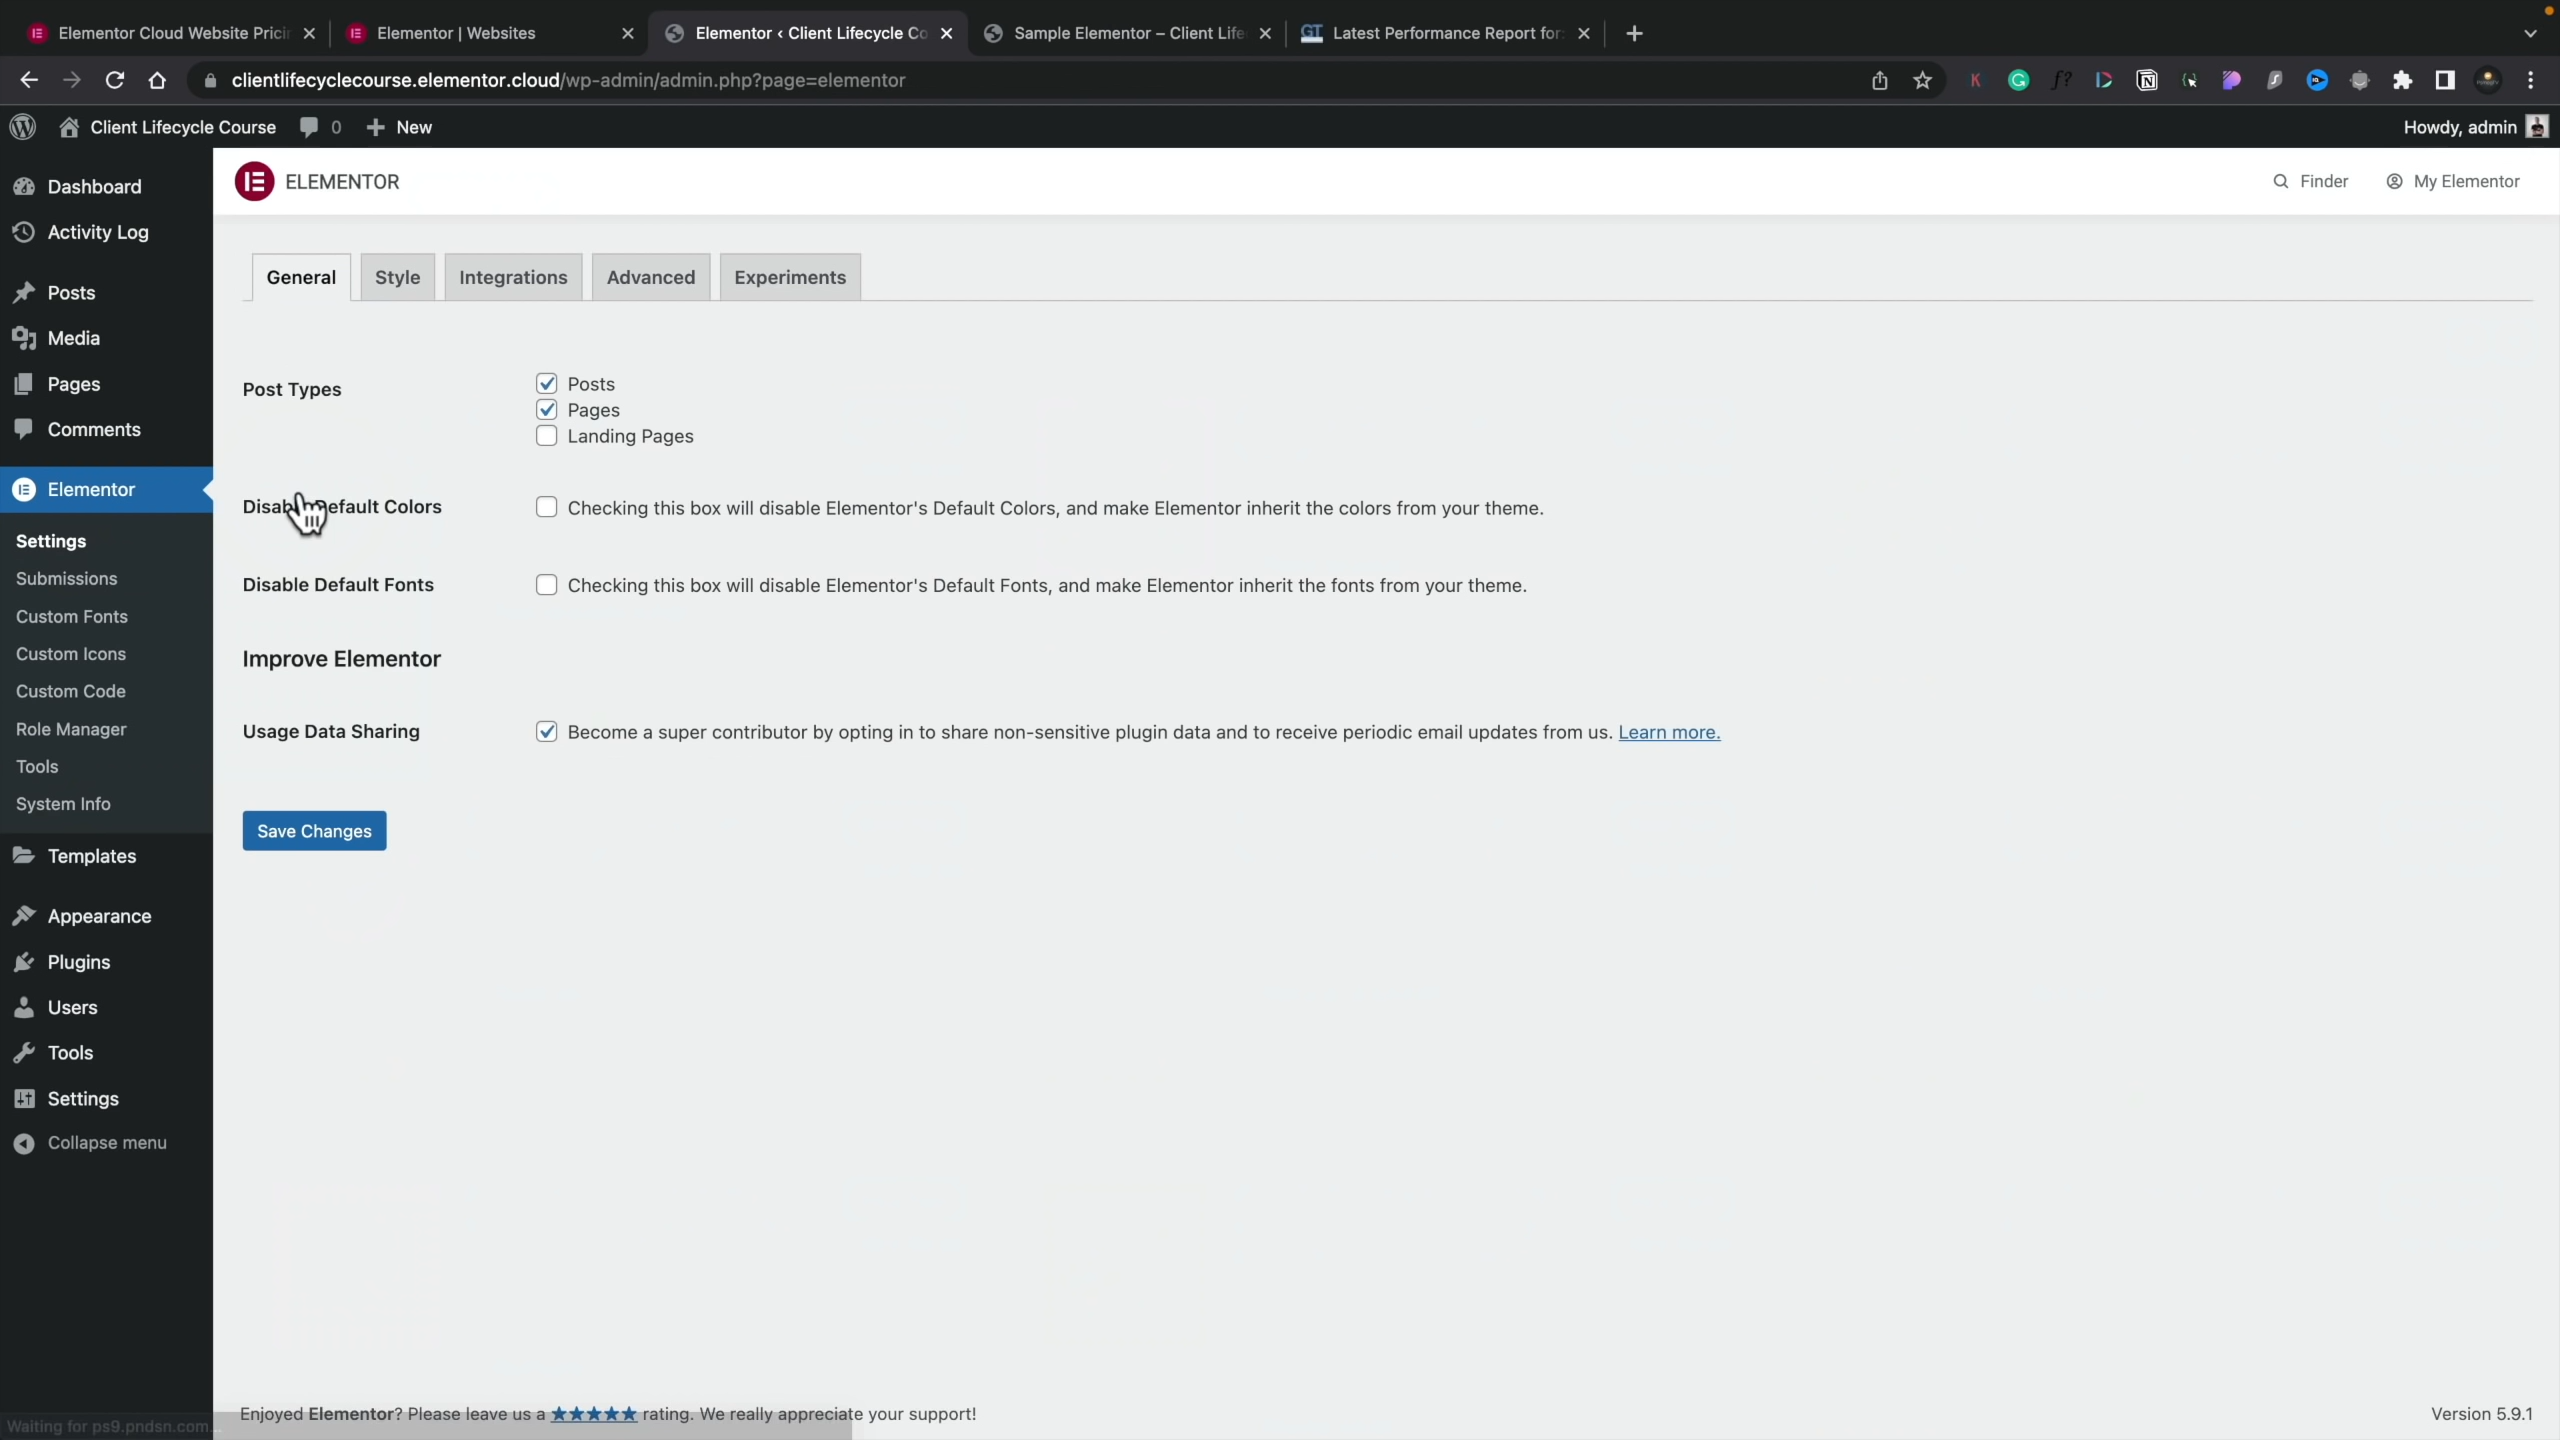 Elementor Cloud Website Prici
Elementor | Websites
Elementor ‹ Client Lifecycle Co
Sample Elementor – Client Life
GT Latest Performance Report for:
clientlifecyclecourse.elementor.cloud/wp-admin/admin.php?page=elementor
Client Lifecycle Course
0
New
Howdy, admin
Dashboard
Activity Log
Posts
Media
Pages
Comments
Elementor
Settings
Submissions
Custom Fonts
Custom Icons
Custom Code
Role Manager
Tools
System Info
Templates
Appearance
Plugins
Users
Tools
Settings
Collapse menu
ELEMENTOR
Finder
My Elementor
General
Style
Integrations
Advanced
Experiments
Post Types
Posts
Pages
Landing Pages
Disable Default Colors
Checking this box will disable Elementor's Default Colors, and make Elementor inherit the colors from your theme.
Disable Default Fonts
Checking this box will disable Elementor's Default Fonts, and make Elementor inherit the fonts from your theme.
Improve Elementor
Usage Data Sharing
Become a super contributor by opting in to share non-sensitive plugin data and to receive periodic email updates from us. Learn more.
Save Changes
Enjoyed Elementor? Please leave us a ★★★★★ rating. We really appreciate your support!
Version 5.9.1
Waiting for ps9.pndsn.com...